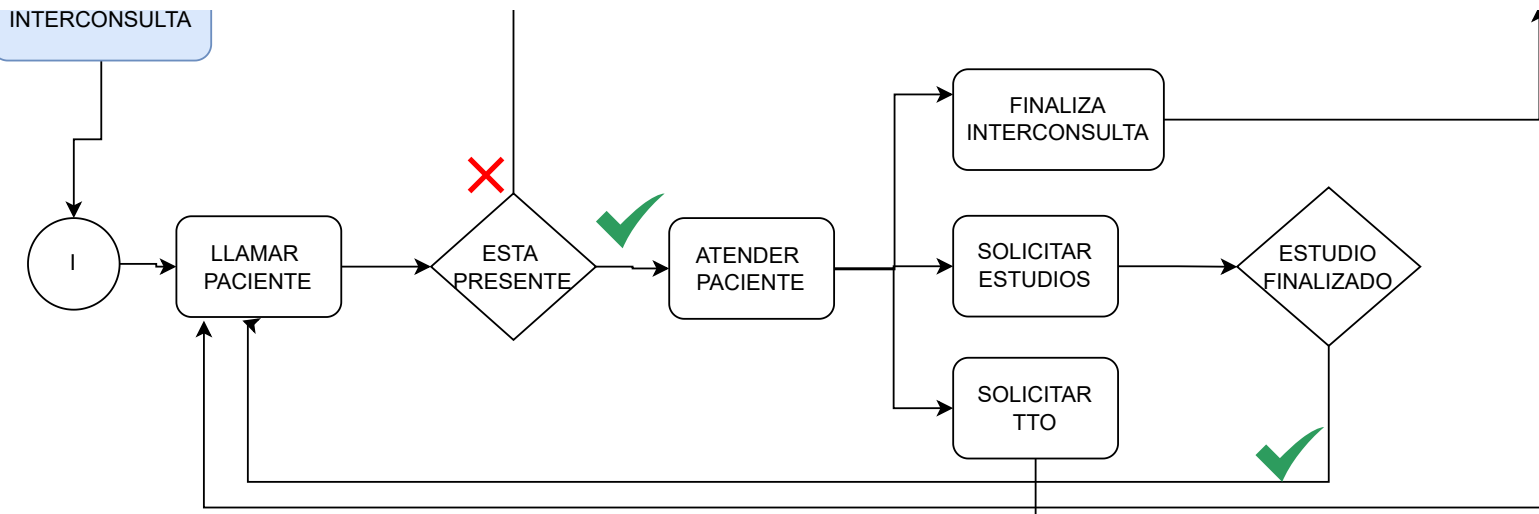 INTERCONSULTA
FINALIZA
INTERCONSULTA
I
LLAMAR
PACIENTE
ESTA
PRESENTE
ATENDER
PACIENTE
SOLICITAR
ESTUDIOS
ESTUDIO
FINALIZADO
SOLICITAR
TTO